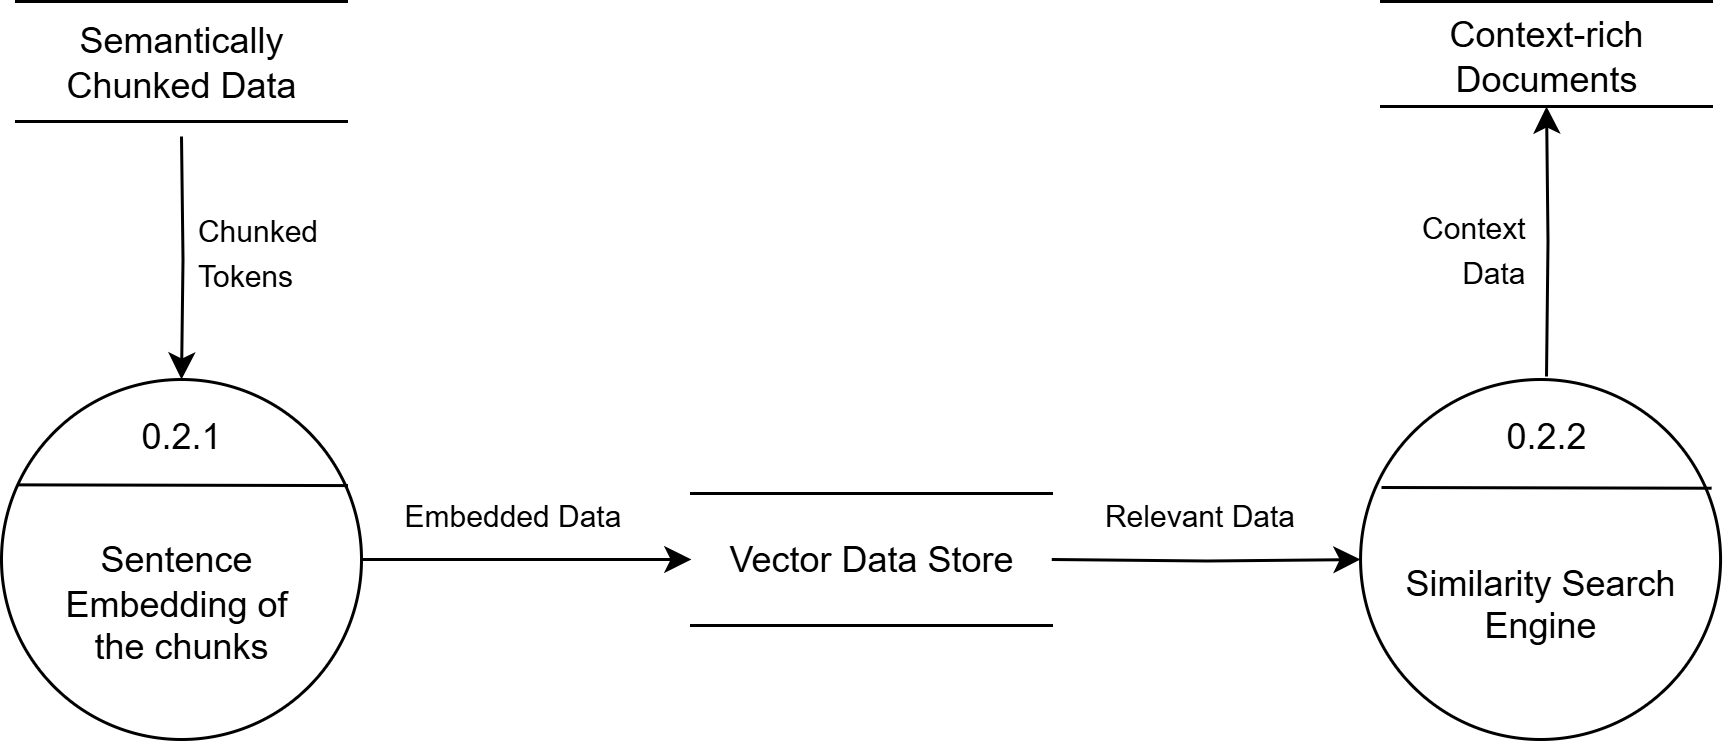 Semantically
Chunked Data
Context-rich
Documents
Chunked
Tokens
Context
Data
0.2.1
Sentence
Embedding of
the chunks
Embedded Data
Vector Data Store
Relevant Data
0.2.2
Similarity Search
Engine